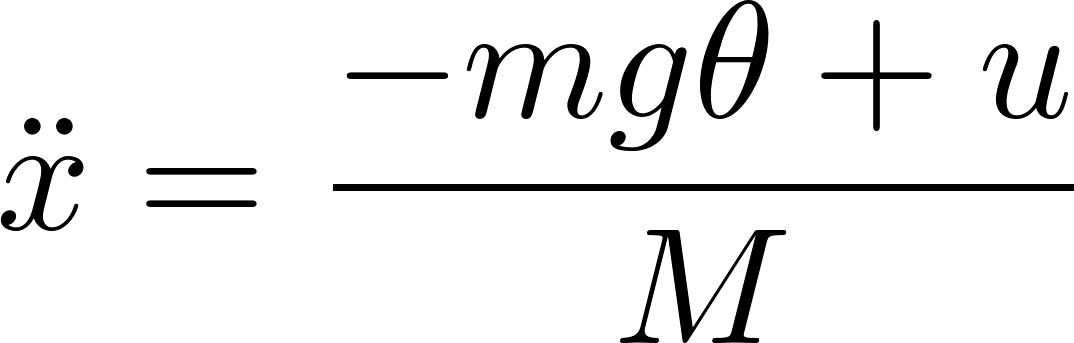 ẍ = (−mgθ + u) / M